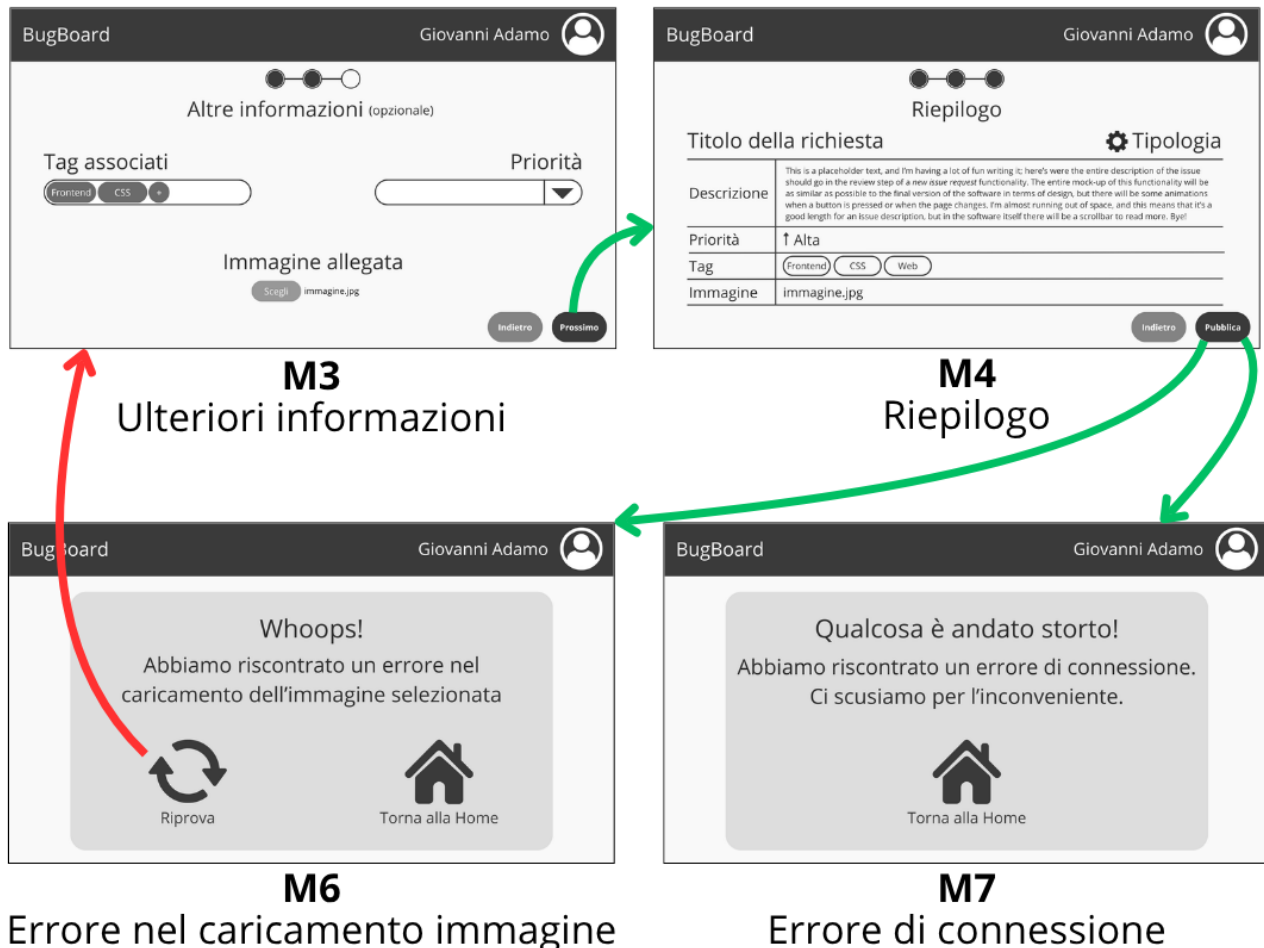 BugBoard
Giovanni Adamo
Altre informazioni (opzionale)
Tag associati
Priorità
Frontend CSS +
Immagine allegata
Scegli immagine.jpg
Indietro Prossimo
M3
Ulteriori informazioni
BugBoard
Giovanni Adamo
Riepilogo
Titolo della richiesta
Tipologia
Descrizione
This is a placeholder text, and I'm having a lot of fun writing it; here's were the entire description of the issue
should go in the review step of a new issue request functionality. The entire mock-up of this functionality will be
as similar as possible to the final version of the software in terms of design, but there will be some animations
when a button is pressed or when the page changes. I'm almost running out of space, and this means that it's a
good length for an issue description, but in the software itself there will be a scrollbar to read more. Bye!
Priorità
↑ Alta
Tag
Frontend CSS Web
Immagine
immagine.jpg
Indietro Pubblica
M4
Riepilogo
BugBoard
Giovanni Adamo
Whoops!
Abbiamo riscontrato un errore nel
caricamento dell'immagine selezionata
Riprova
Torna alla Home
M6
Errore nel caricamento immagine
BugBoard
Giovanni Adamo
Qualcosa è andato storto!
Abbiamo riscontrato un errore di connessione.
Ci scusiamo per l'inconveniente.
Torna alla Home
M7
Errore di connessione